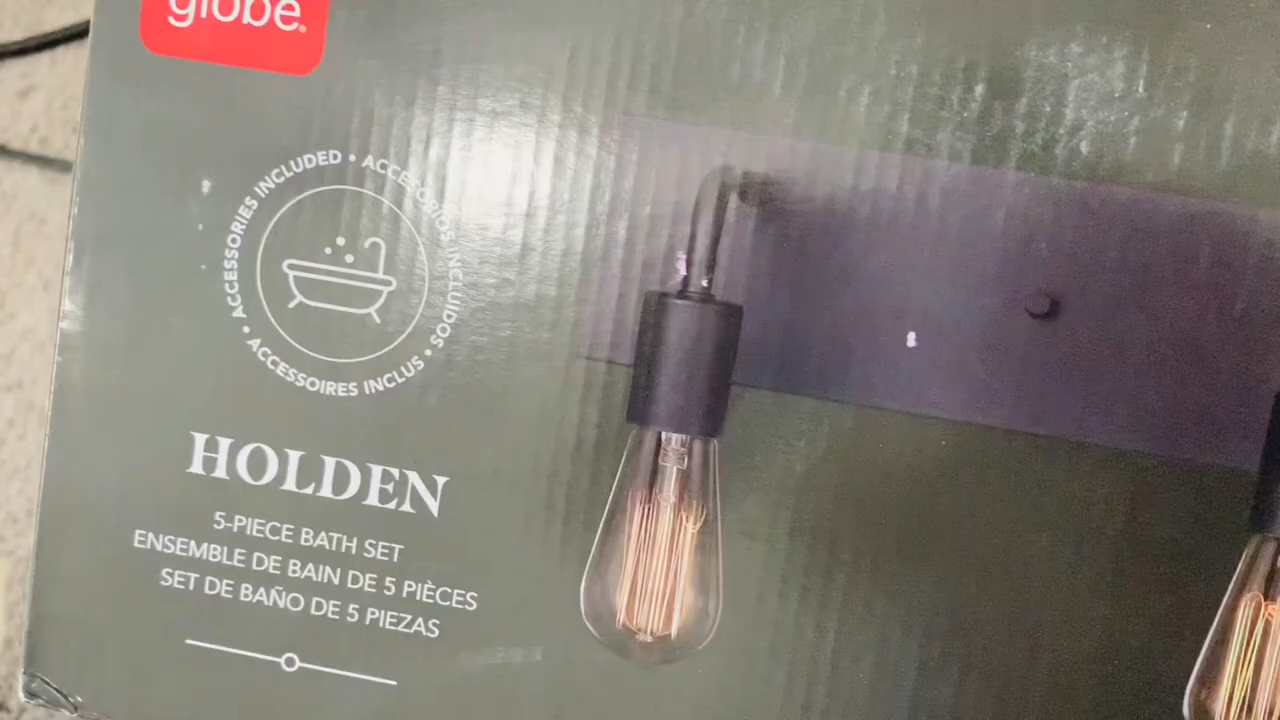 globe
ACCESSORIES INCLUDED • ACCESORIOS INCLUIDOS • ACCESSOIRES INCLUS •
HOLDEN
5-PIECE BATH SET
ENSEMBLE DE BAIN DE 5 PIÈCES
SET DE BAÑO DE 5 PIEZAS